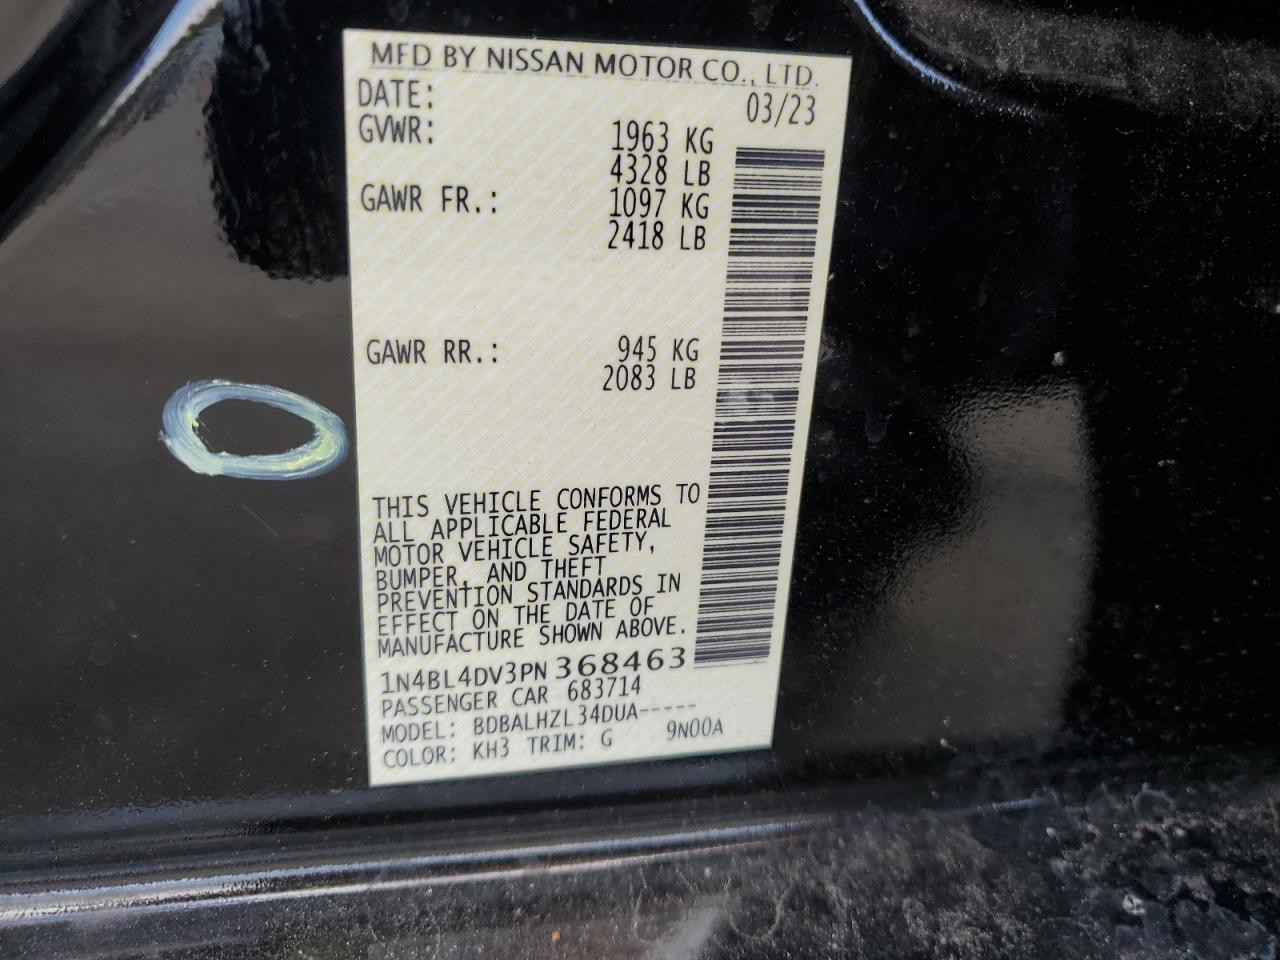 MFD BY NISSAN MOTOR CO., LTD.
DATE: 03/23
GVWR: 1963 KG
4328 LB
GAWR FR.: 1097 KG
2418 LB
GAWR RR.: 945 KG
2083 LB
THIS VEHICLE CONFORMS TO
ALL APPLICABLE FEDERAL
MOTOR VEHICLE SAFETY,
BUMPER, AND THEFT
PREVENTION STANDARDS IN
EFFECT ON THE DATE OF
MANUFACTURE SHOWN ABOVE.
1N4BL4DV3PN368463
PASSENGER CAR 683714
MODEL: BDBALHZL34DUA-----
COLOR: KH3 TRIM: G 9N00A